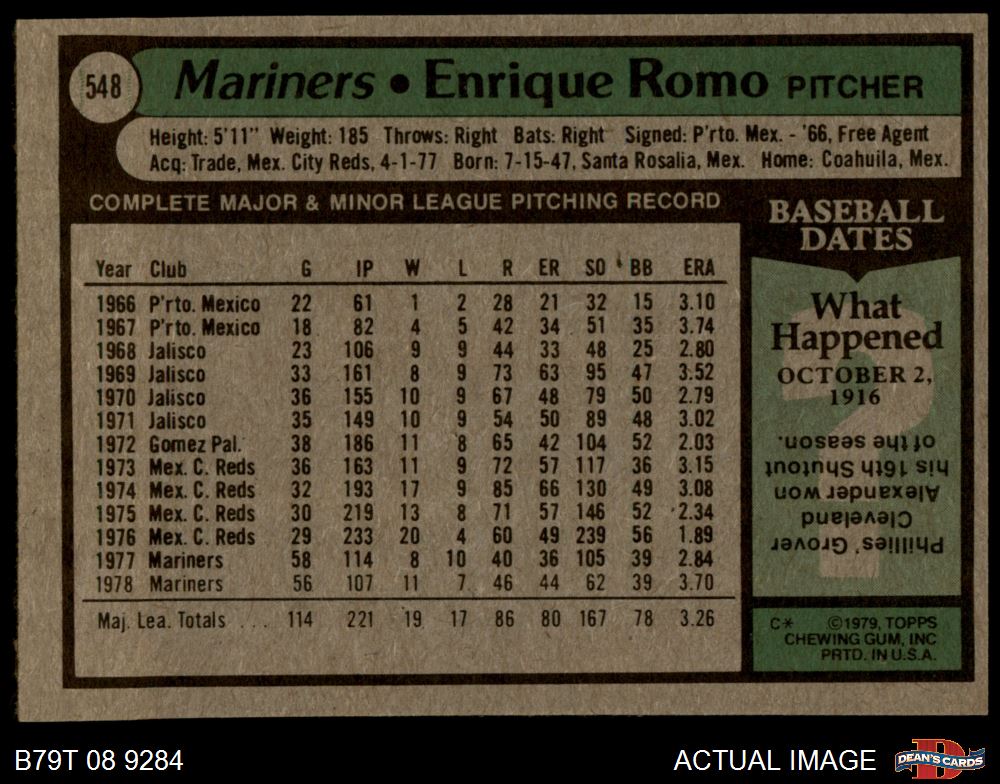 548
Mariners • Enrique Romo PITCHER
Height: 5'11" Weight: 185 Throws: Right Bats: Right Signed: P'rto. Mex. - '66, Free Agent
Acq: Trade, Mex. City Reds, 4-1-77 Born: 7-15-47, Santa Rosalia, Mex. Home: Coahuila, Mex.
COMPLETE MAJOR & MINOR LEAGUE PITCHING RECORD
Year Club G IP W L R ER SO BB ERA
1966 P'rto. Mexico 22 61 1 2 28 21 32 15 3.10
1967 P'rto. Mexico 18 82 4 5 42 34 51 35 3.74
1968 Jalisco 23 106 9 9 44 33 48 25 2.80
1969 Jalisco 33 161 8 9 73 63 95 47 3.52
1970 Jalisco 36 155 10 9 67 48 79 50 2.79
1971 Jalisco 35 149 10 9 54 50 89 48 3.02
1972 Gomez Pal. 38 186 11 8 65 42 104 52 2.03
1973 Mex. C. Reds 36 163 11 9 72 57 117 36 3.15
1974 Mex. C. Reds 32 193 17 9 85 66 130 49 3.08
1975 Mex. C. Reds 30 219 13 8 71 57 146 52 2.34
1976 Mex. C. Reds 29 233 20 4 60 49 239 56 1.89
1977 Mariners 58 114 8 10 40 36 105 39 2.84
1978 Mariners 56 107 11 7 46 44 62 39 3.70
Maj. Lea. Totals ... 114 221 19 17 86 80 167 78 3.26
BASEBALL
DATES
What
Happened
OCTOBER 2,
1916
Phillies' Grover
Cleveland
Alexander won
his 16th Shutout
of the season.
C* ©1979, TOPPS
CHEWING GUM, INC
PRTD. IN U.S.A.
B79T 08 9284
ACTUAL IMAGE
DEAN'S CARDS